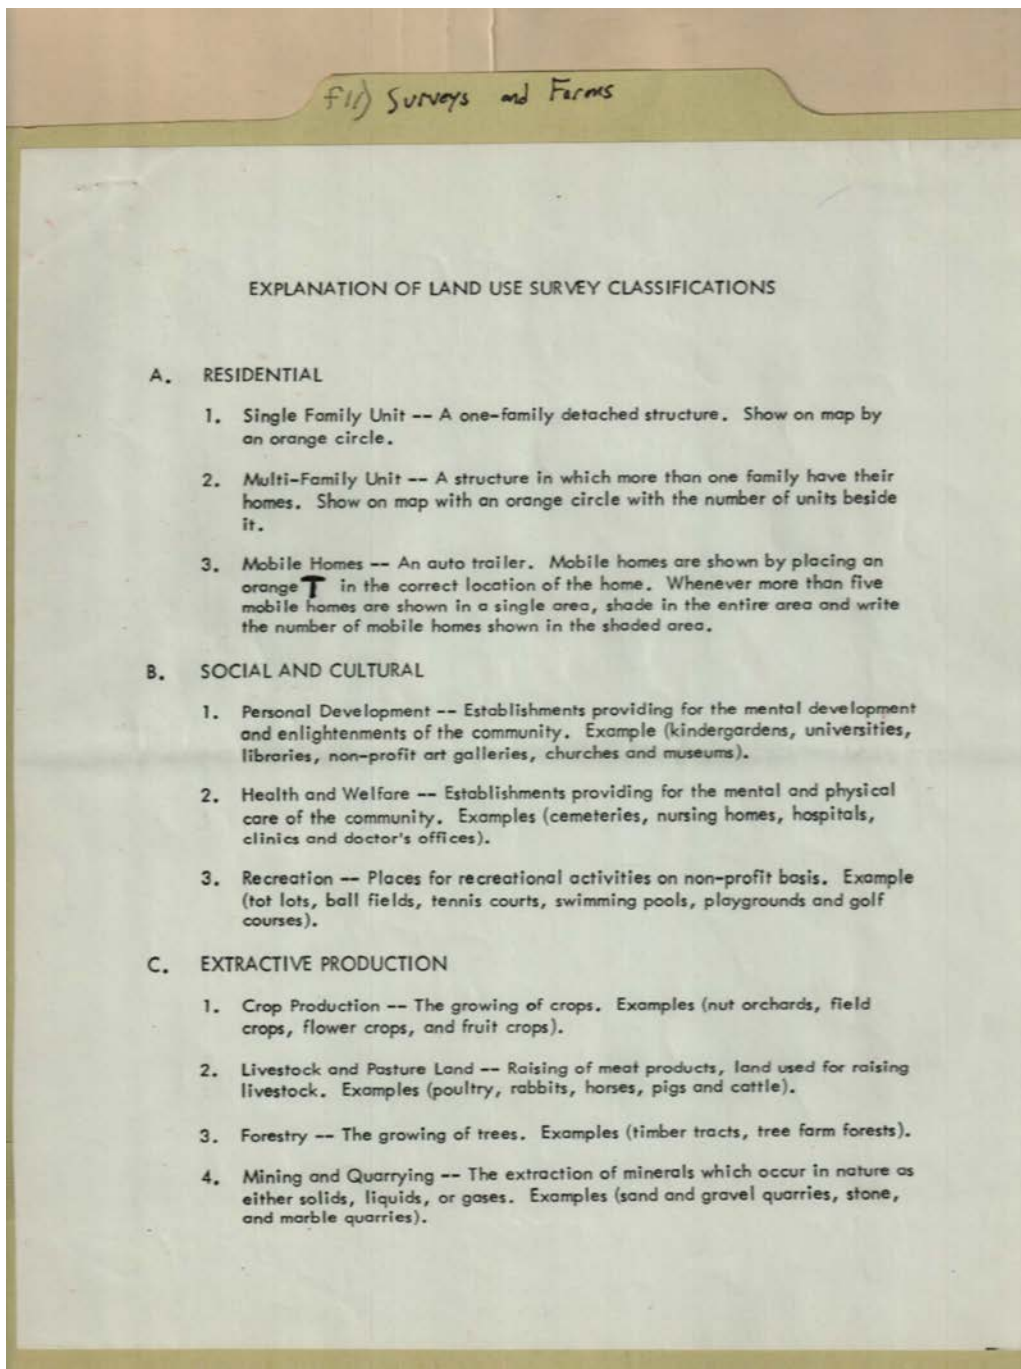 f11) Surveys and Forms
EXPLANATION OF LAND USE SURVEY CLASSIFICATIONS
A. RESIDENTIAL
1. Single Family Unit -- A one-family detached structure. Show on map by
an orange circle.
2. Multi-Family Unit -- A structure in which more than one family have their
homes. Show on map with an orange circle with the number of units beside
it.
3. Mobile Homes -- An auto trailer. Mobile homes are shown by placing an
orange T in the correct location of the home. Whenever more than five
mobile homes are shown in a single area, shade in the entire area and write
the number of mobile homes shown in the shaded area.
B. SOCIAL AND CULTURAL
1. Personal Development -- Establishments providing for the mental development
and enlightenments of the community. Example (kindergardens, universities,
libraries, non-profit art galleries, churches and museums).
2. Health and Welfare -- Establishments providing for the mental and physical
care of the community. Examples (cemeteries, nursing homes, hospitals,
clinics and doctor's offices).
3. Recreation -- Places for recreational activities on non-profit basis. Example
(tot lots, ball fields, tennis courts, swimming pools, playgrounds and golf
courses).
C. EXTRACTIVE PRODUCTION
1. Crop Production -- The growing of crops. Examples (nut orchards, field
crops, flower crops, and fruit crops).
2. Livestock and Pasture Land -- Raising of meat products, land used for raising
livestock. Examples (poultry, rabbits, horses, pigs and cattle).
3. Forestry -- The growing of trees. Examples (timber tracts, tree farm forests).
4. Mining and Quarrying -- The extraction of minerals which occur in nature as
either solids, liquids, or gases. Examples (sand and gravel quarries, stone,
and marble quarries).